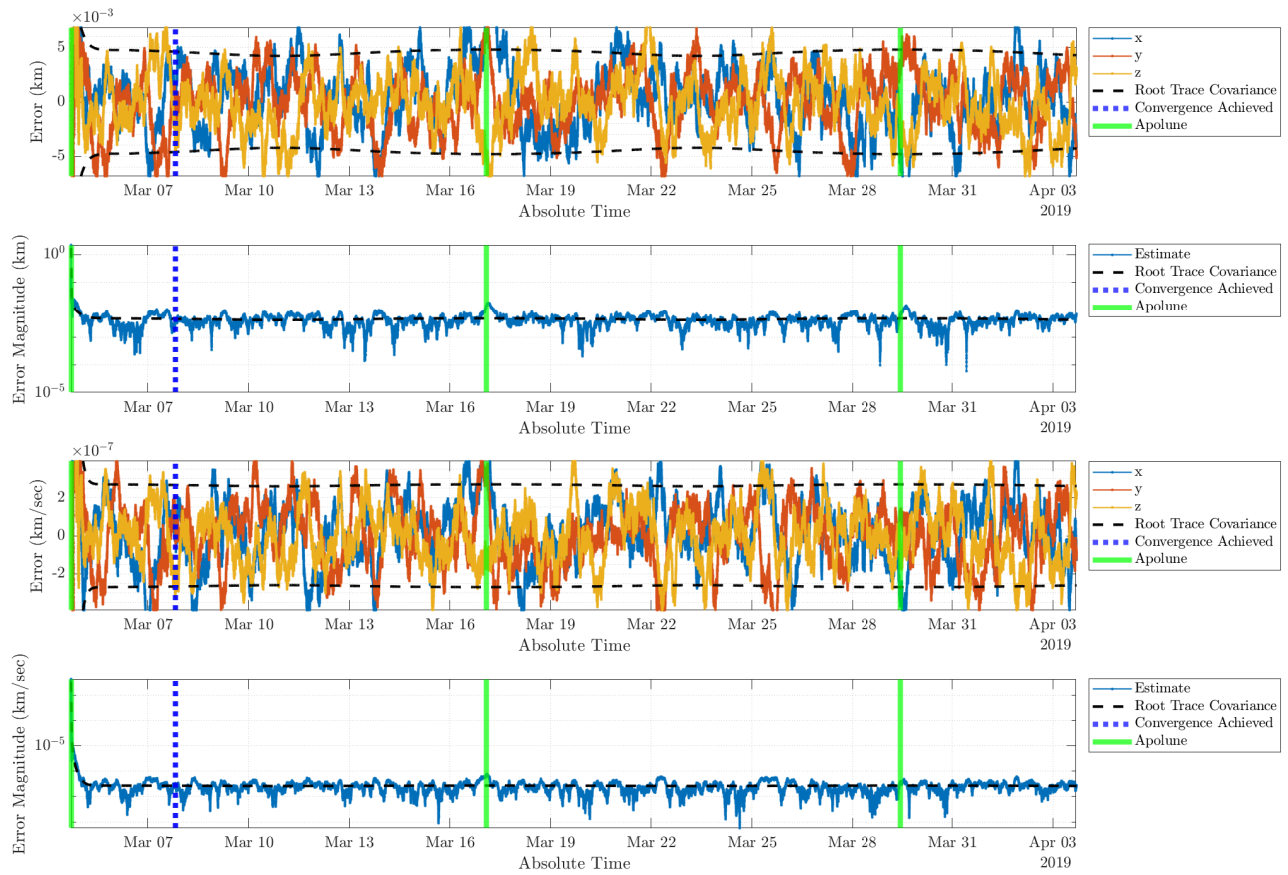 ×10⁻³
5
0
-5
Error (km)
Mar 07 Mar 10 Mar 13 Mar 16 Mar 19 Mar 22 Mar 25 Mar 28 Mar 31 Apr 03
Absolute Time
2019
x
y
z
Root Trace Covariance
Convergence Achieved
Apolune
10⁰
10⁻⁵
Error Magnitude (km)
Mar 07 Mar 10 Mar 13 Mar 16 Mar 19 Mar 22 Mar 25 Mar 28 Mar 31 Apr 03
Absolute Time
2019
Estimate
Root Trace Covariance
Convergence Achieved
Apolune
×10⁻⁷
2
0
-2
Error (km/sec)
Mar 07 Mar 10 Mar 13 Mar 16 Mar 19 Mar 22 Mar 25 Mar 28 Mar 31 Apr 03
Absolute Time
2019
x
y
z
Root Trace Covariance
Convergence Achieved
Apolune
10⁻⁵
Error Magnitude (km/sec)
Mar 07 Mar 10 Mar 13 Mar 16 Mar 19 Mar 22 Mar 25 Mar 28 Mar 31 Apr 03
Absolute Time
2019
Estimate
Root Trace Covariance
Convergence Achieved
Apolune